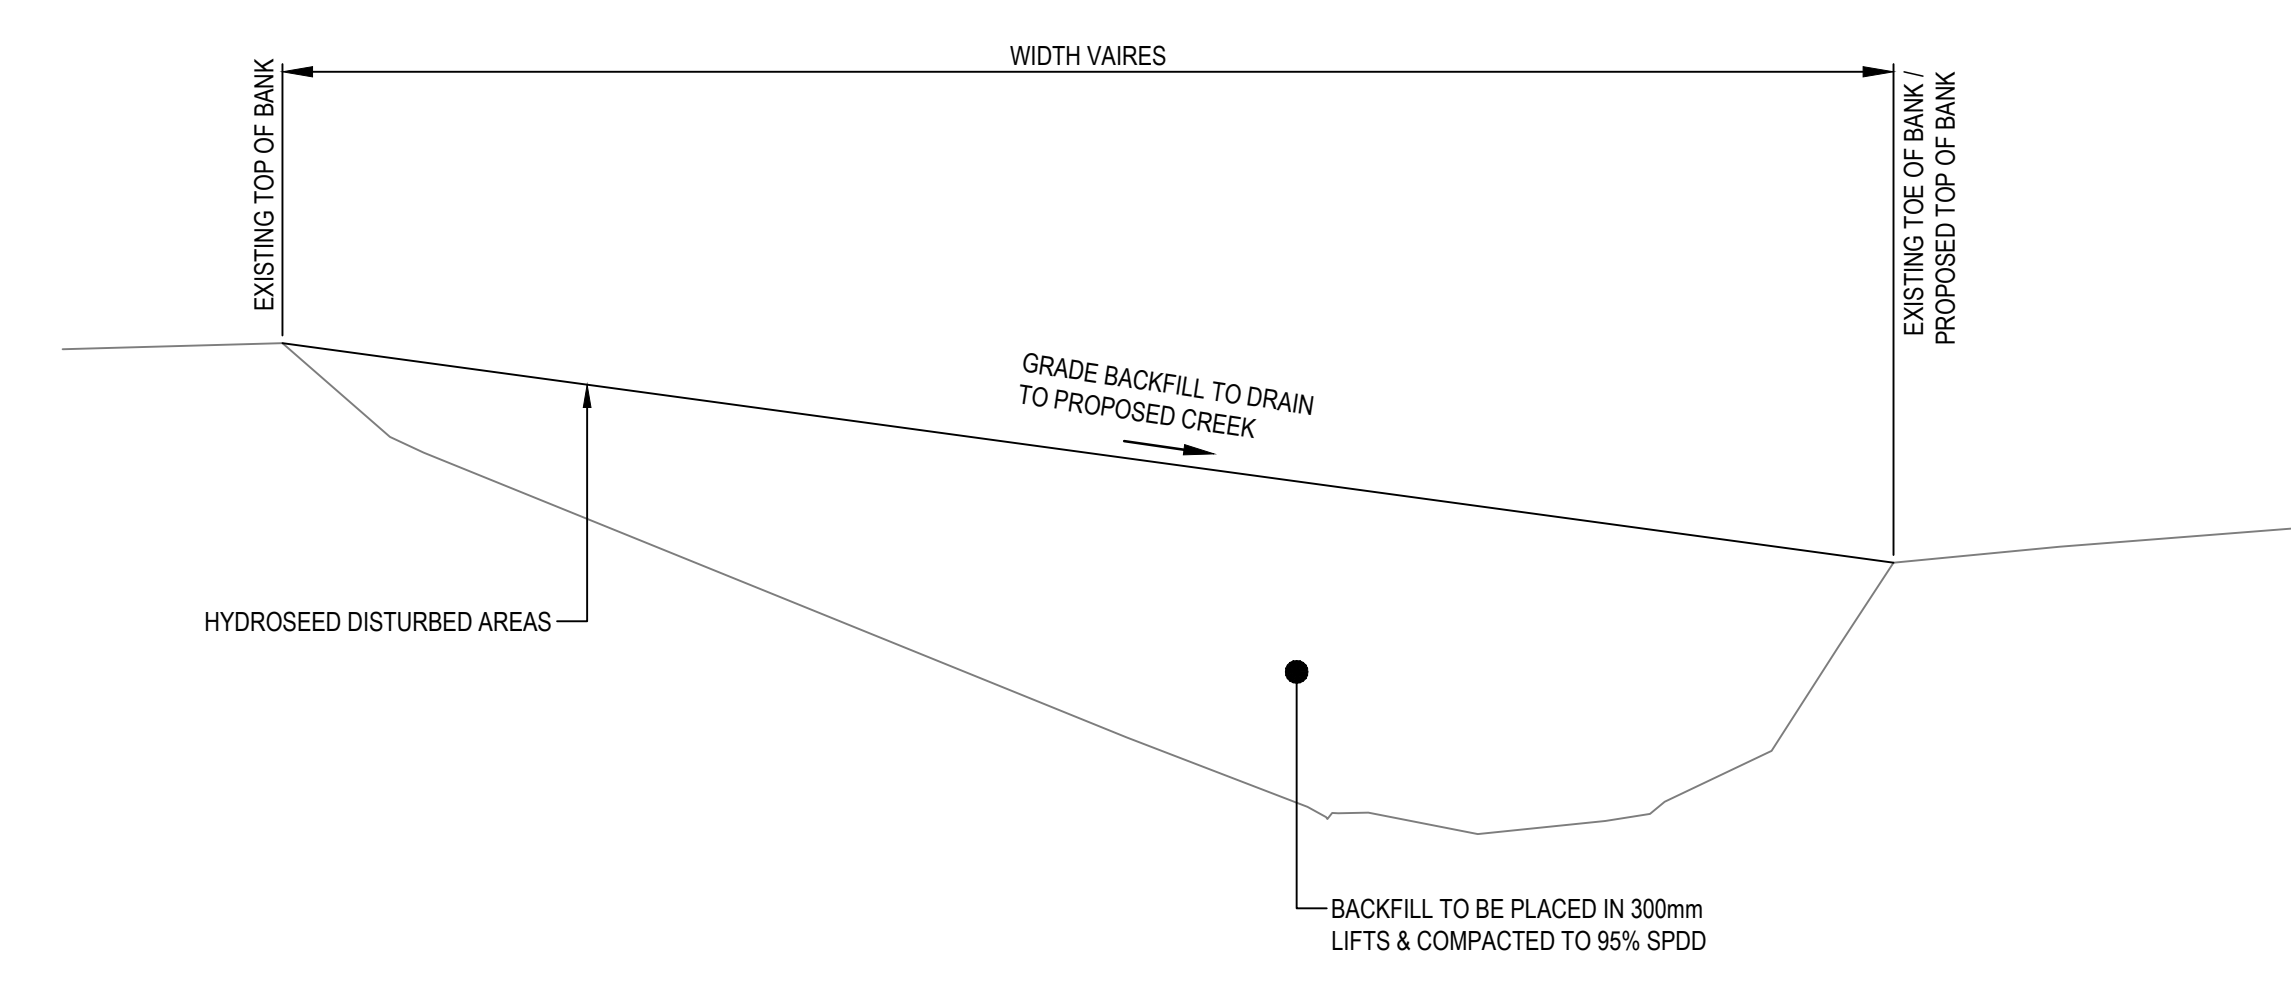 WIDTH VAIRES
EXISTING TOP OF BANK
EXISTING TOE OF BANK /
PROPOSED TOP OF BANK
GRADE BACKFILL TO DRAIN
TO PROPOSED CREEK
HYDROSEED DISTURBED AREAS
BACKFILL TO BE PLACED IN 300mm
LIFTS & COMPACTED TO 95% SPDD